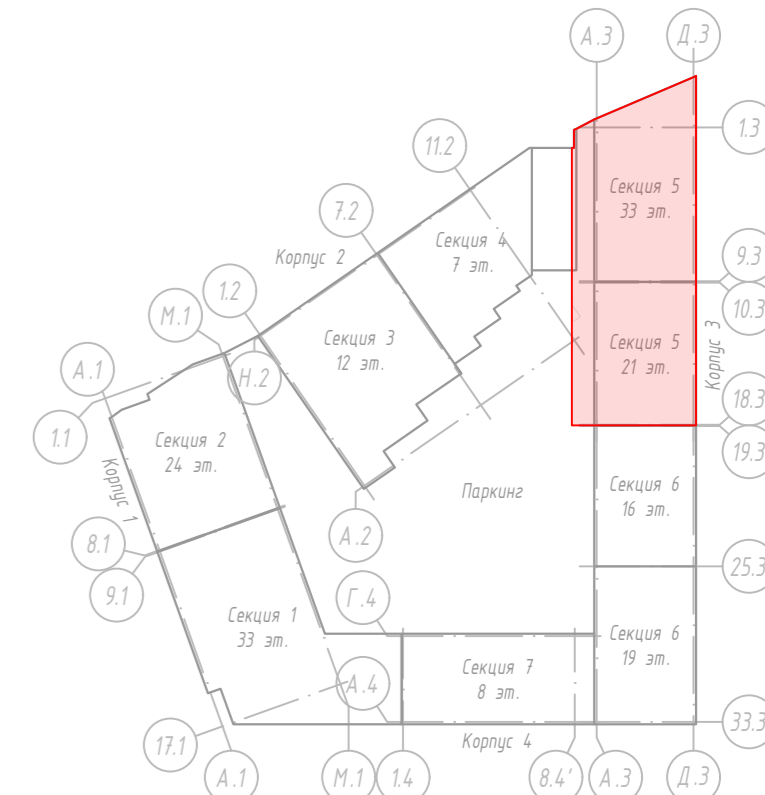 А.3
Д.3
1.3
11.2
Секция 5
33 эт.
7.2
Секция 4
7 эт.
Корпус 2
9.3
1.2
10.3
М.1
Секция 3
12 эт.
Секция 5
21 эт.
Корпус 3
А.1
Н.2
18.3
1.1
19.3
Секция 2
24 эт.
Корпус 1
Паркинг
Секция 6
16 эт.
8.1
А.2
9.1
25.3
Г.4
Секция 1
33 эт.
Секция 6
19 эт.
Секция 7
8 эт.
А.4
33.3
17.1
Корпус 4
А.1
М.1
1.4
8.4'
А.3
Д.3